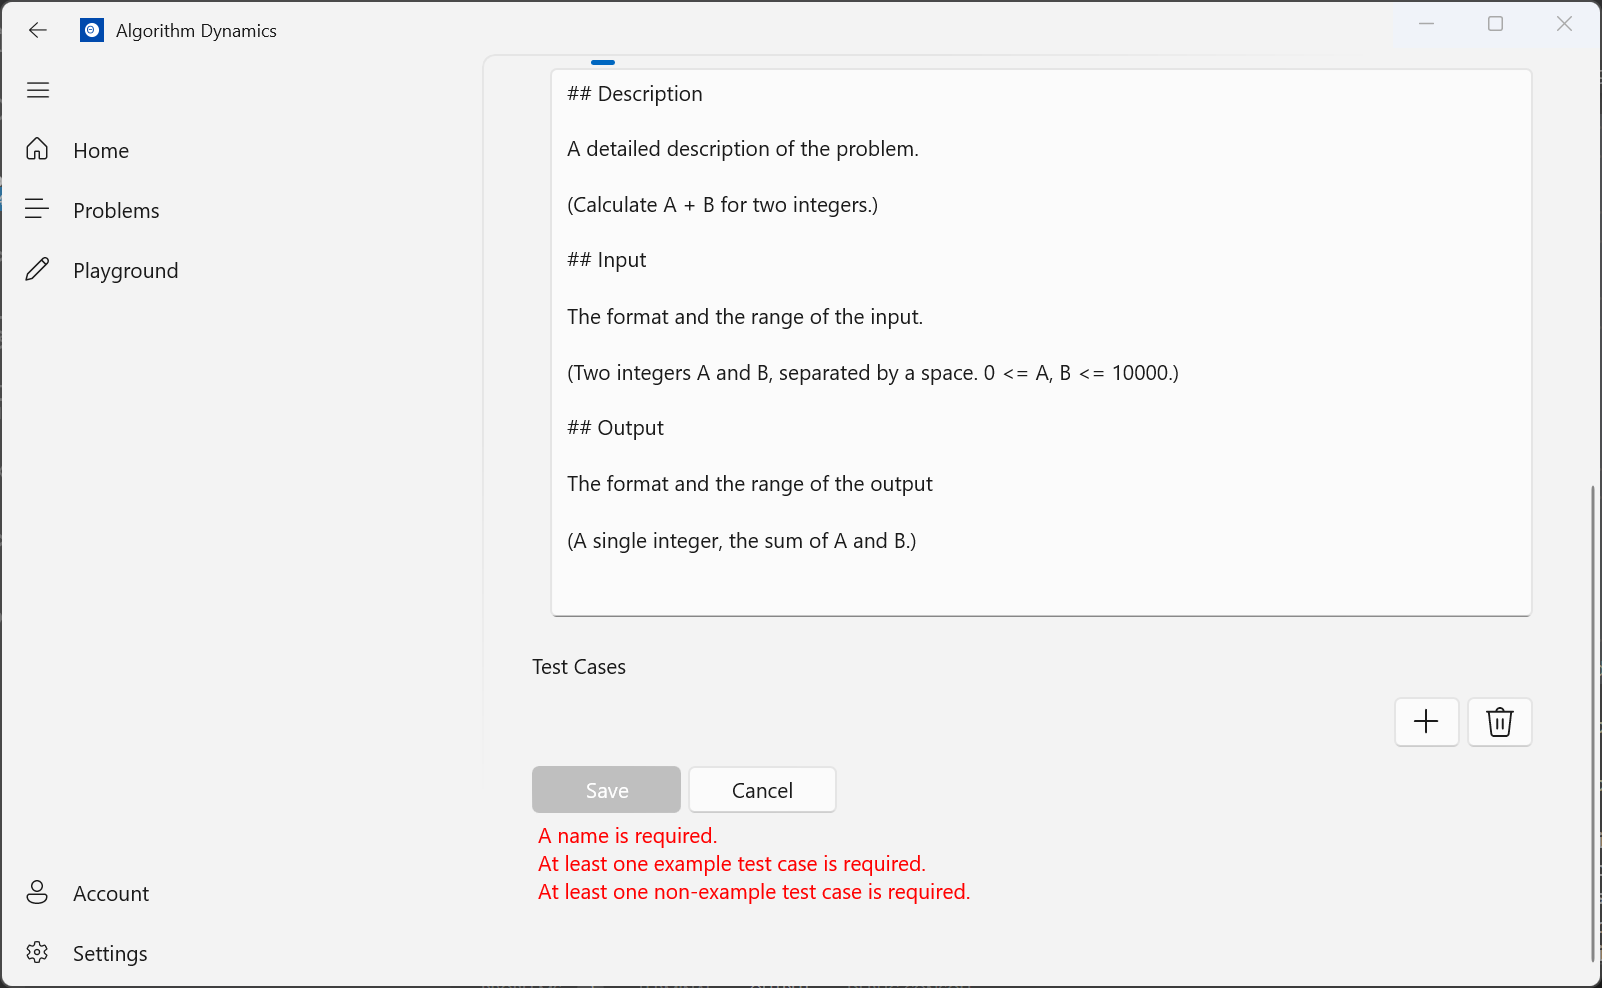 Algorithm Dynamics
Home
Problems
Playground
Account
Settings
## Description
A detailed description of the problem.
(Calculate A + B for two integers.)
## Input
The format and the range of the input.
(Two integers A and B, separated by a space. 0 <= A, B <= 10000.)
## Output
The format and the range of the output
(A single integer, the sum of A and B.)
Test Cases
Save
Cancel
A name is required.
At least one example test case is required.
At least one non-example test case is required.